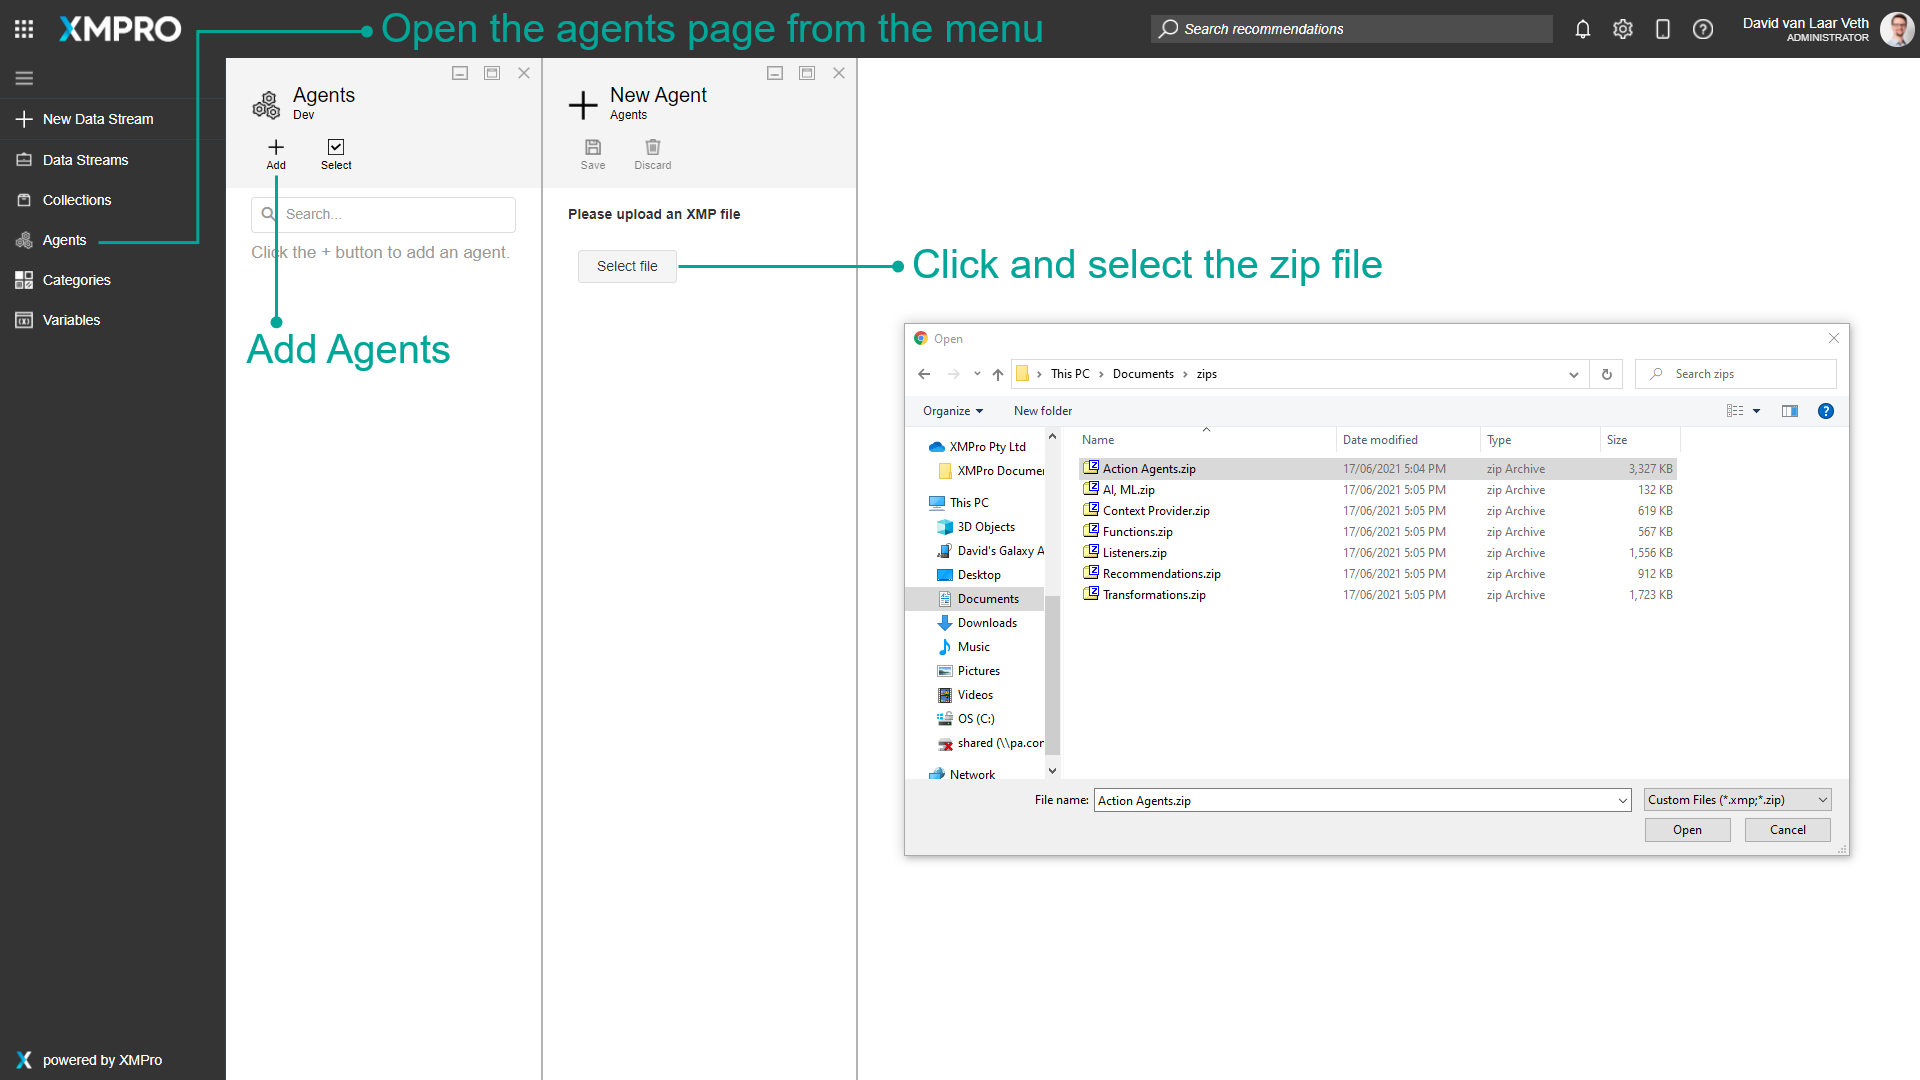 XMPRO
Open the agents page from the menu
Search recommendations
David van Laar Veth
ADMINISTRATOR
New Data Stream
Data Streams
Collections
Agents
Categories
Variables
powered by XMPro
Agents
Dev
Add
Select
Search...
Click the + button to add an agent.
Add Agents
New Agent
Agents
Save
Discard
Please upload an XMP file
Select file
Click and select the zip file
Open
This PC > Documents > zips
Search zips
Organize
New folder
XMPro Pty Ltd
XMPro Documer
This PC
3D Objects
David's Galaxy A
Desktop
Documents
Downloads
Music
Pictures
Videos
OS (C:)
shared (\\pa.cor
Network
Name Date modified Type Size
Action Agents.zip 17/06/2021 5:04 PM zip Archive 3,327 KB
AI, ML.zip 17/06/2021 5:05 PM zip Archive 132 KB
Context Provider.zip 17/06/2021 5:05 PM zip Archive 619 KB
Functions.zip 17/06/2021 5:05 PM zip Archive 567 KB
Listeners.zip 17/06/2021 5:05 PM zip Archive 1,556 KB
Recommendations.zip 17/06/2021 5:05 PM zip Archive 912 KB
Transformations.zip 17/06/2021 5:05 PM zip Archive 1,723 KB
File name: Action Agents.zip
Custom Files (*.xmp;*.zip)
Open
Cancel